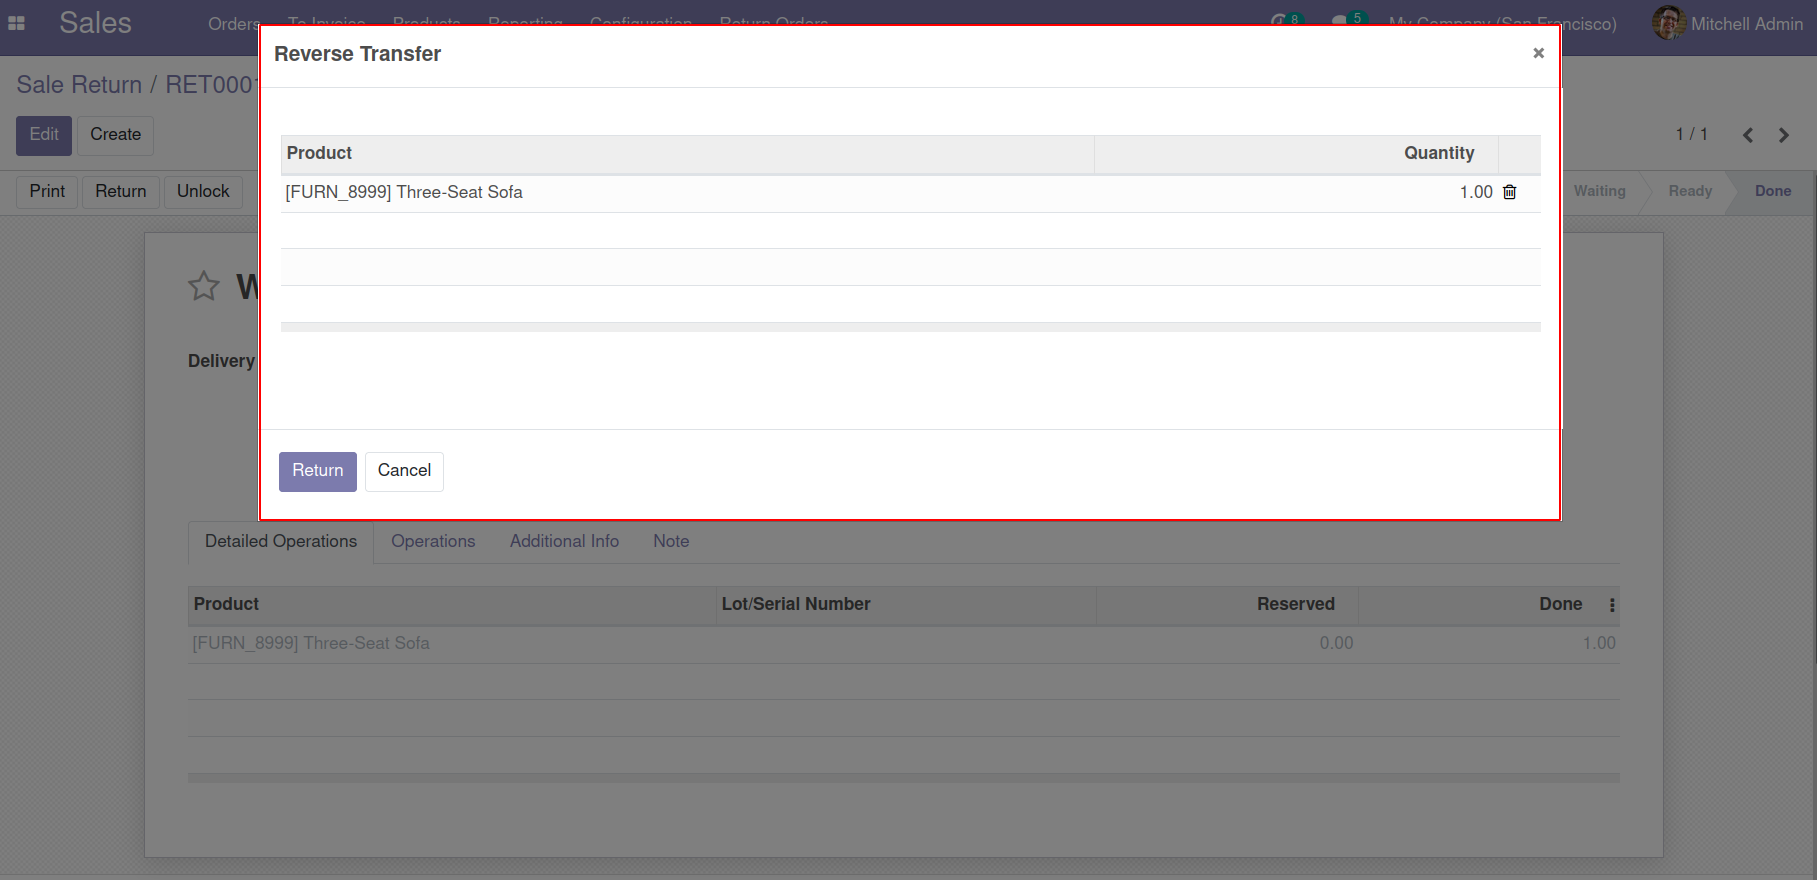 Sales
Orders To Invoice Products Reporting Configuration Return Orders 8 5 My Company (San Francisco) Mitchell Admin
Reverse Transfer ×
Sale Return / RET000
Edit Create
1 / 1
Product Quantity
Print Return Unlock
[FURN_8999] Three-Seat Sofa 1.00
Waiting Ready Done
W
Delivery
Return Cancel
Detailed Operations Operations Additional Info Note
Product Lot/Serial Number Reserved Done
[FURN_8999] Three-Seat Sofa 0.00 1.00